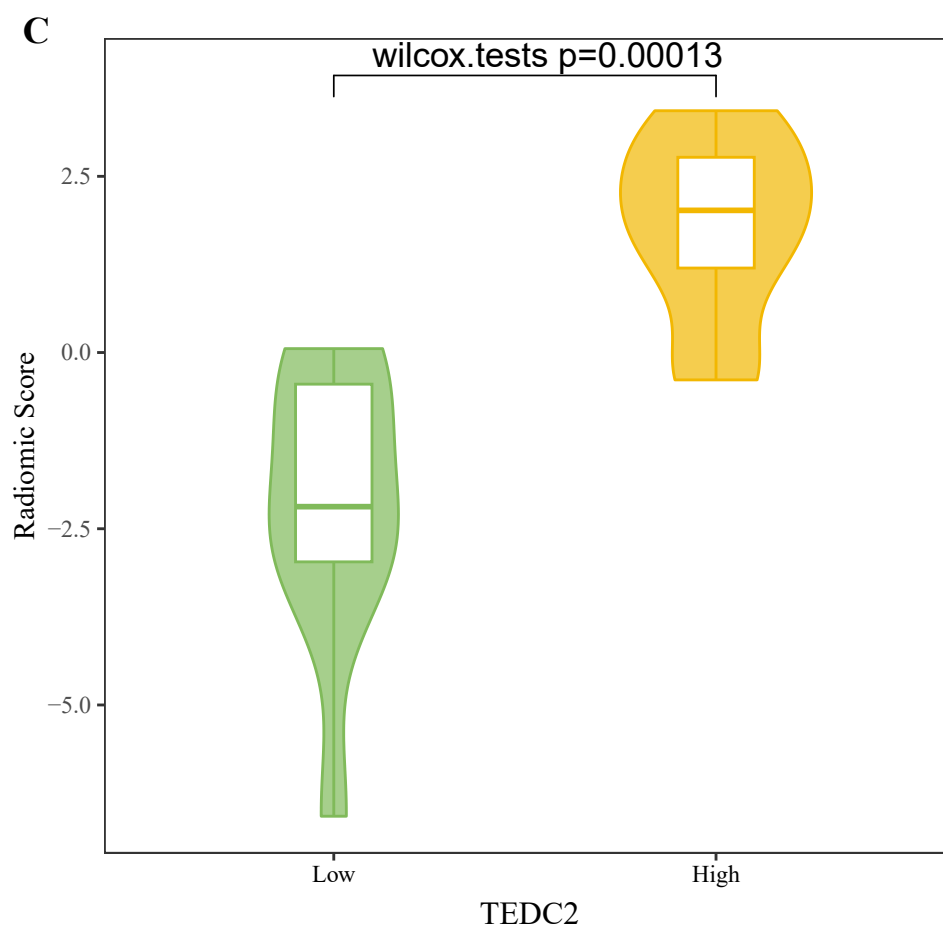 C
wilcox.tests p=0.00013
2.5
0.0
−2.5
−5.0
Radiomic Score
Low
High
TEDC2